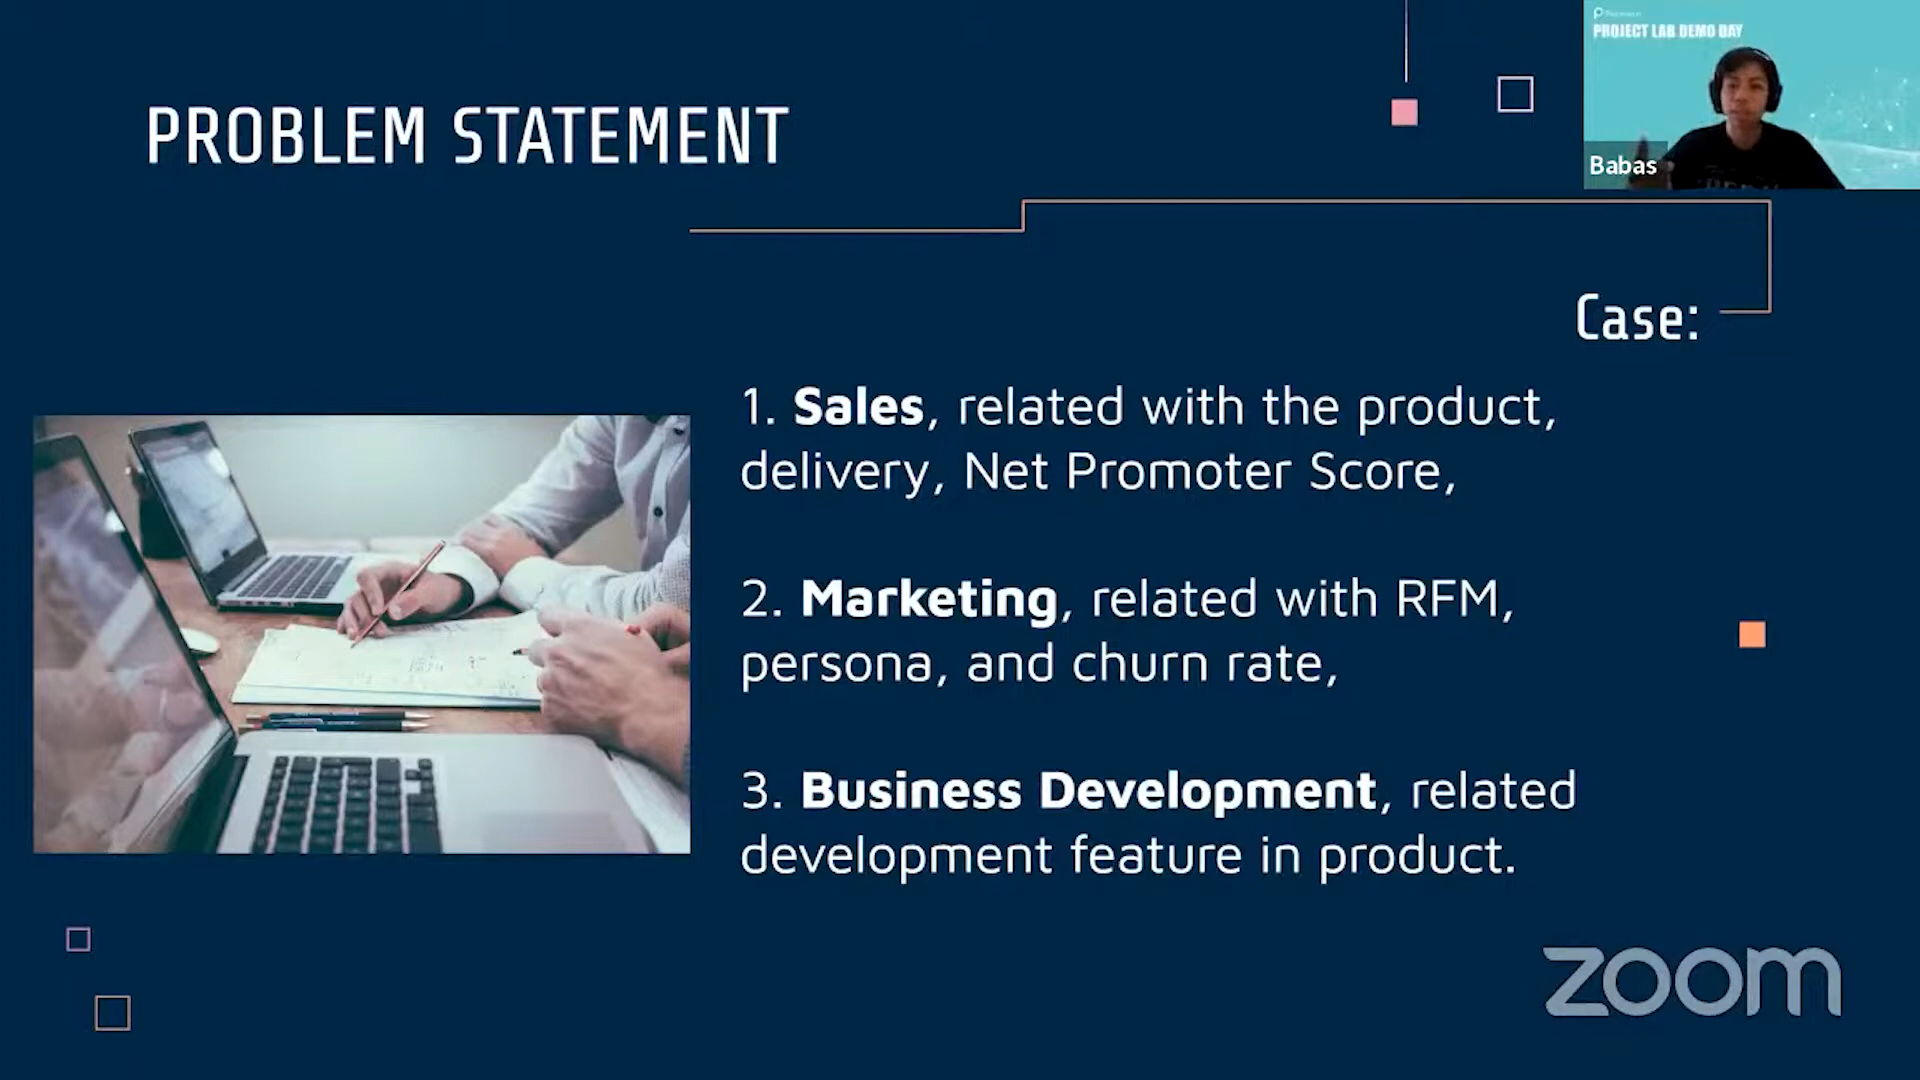 PROJECT LAB DEMO DAY
Babas
PROBLEM STATEMENT
Case:
1. Sales, related with the product,
delivery, Net Promoter Score,
2. Marketing, related with RFM,
persona, and churn rate,
3. Business Development, related
development feature in product.
zoom